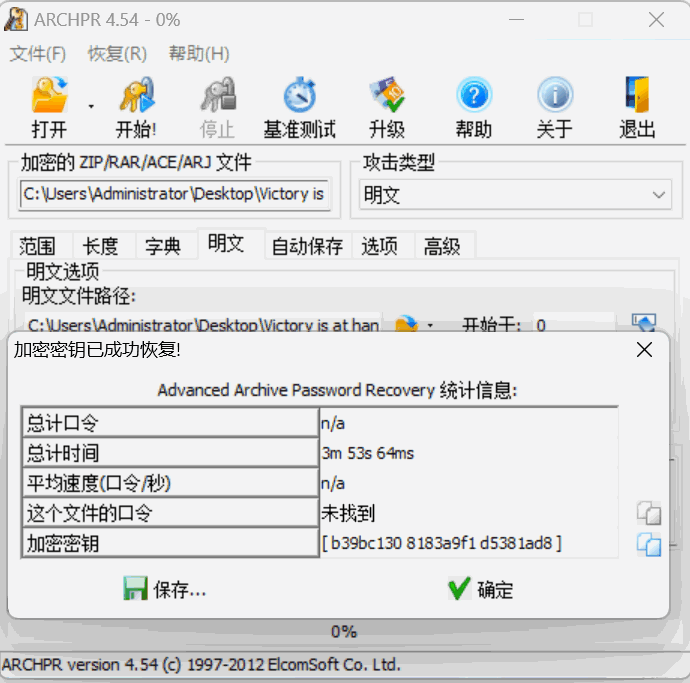 ARCHPR 4.54 - 0%
文件(F) 恢复(R) 帮助(H)
打开 开始! 停止 基准测试 升级 帮助 关于 退出
加密的 ZIP/RAR/ACE/ARJ 文件 攻击类型
C:\Users\Administrator\Desktop\Victory is 明文
范围 长度 字典 明文 自动保存 选项 高级
明文选项
明文文件路径:
C:\Users\Administrator\Desktop\Victory is at han 开始于: 0
加密密钥已成功恢复!
Advanced Archive Password Recovery 统计信息:
总计口令 n/a
总计时间 3m 53s 64ms
平均速度(口令/秒) n/a
这个文件的口令 未找到
加密密钥 [ b39bc130 8183a9f1 d5381ad8 ]
保存... 确定
0%
ARCHPR version 4.54 (c) 1997-2012 ElcomSoft Co. Ltd.